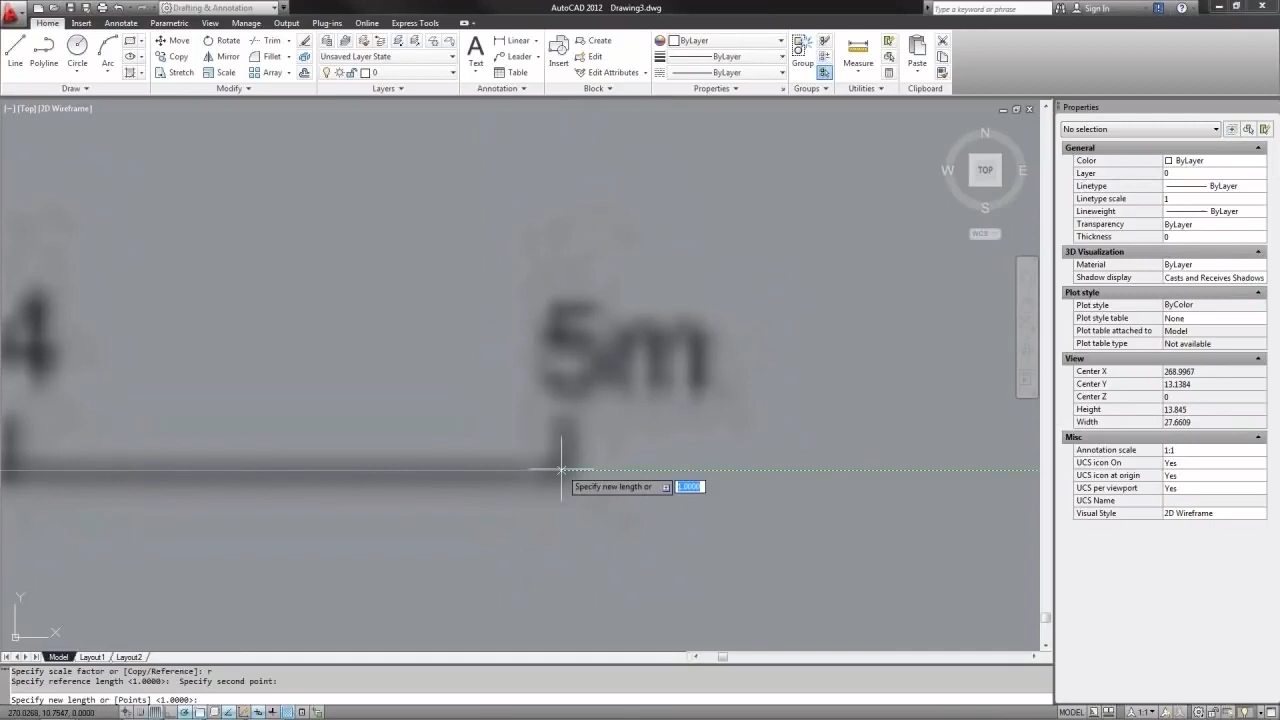 Drafting & Annotation
AutoCAD 2012 Drawing3.dwg
Type a keyword or phrase
Sign In
Home Insert Annotate Parametric View Manage Output Plug-ins Online Express Tools
Line Polyline Circle Arc
Move Rotate Trim
Copy Mirror Fillet
Stretch Scale Array
Unsaved Layer State
0
Text
Linear
Leader
Table
Insert
Create
Edit
Edit Attributes
ByLayer
ByLayer
ByLayer
Group
Measure
Paste
Draw Modify Layers Annotation Block Properties Groups Utilities Clipboard
[−] [Top] [2D Wireframe]
N
W TOP E
S
WCS
4
5m
Specify new length or 1.0000
Y
X
Model Layout1 Layout2
Specify scale factor or [Copy/Reference]: r
Specify reference length <1.0000>: Specify second point:
Specify new length or [Points] <1.0000>:
270.0268, 10.7547, 0.0000
MODEL 1:1
Properties
No selection
General
Color ByLayer
Layer 0
Linetype ByLayer
Linetype scale 1
Lineweight ByLayer
Transparency ByLayer
Thickness 0
3D Visualization
Material ByLayer
Shadow display Casts and Receives Shadows
Plot style
Plot style ByColor
Plot style table None
Plot table attached to Model
Plot table type Not available
View
Center X 268.9967
Center Y 13.1384
Center Z 0
Height 13.845
Width 27.6609
Misc
Annotation scale 1:1
UCS icon On Yes
UCS icon at origin Yes
UCS per viewport Yes
UCS Name
Visual Style 2D Wireframe